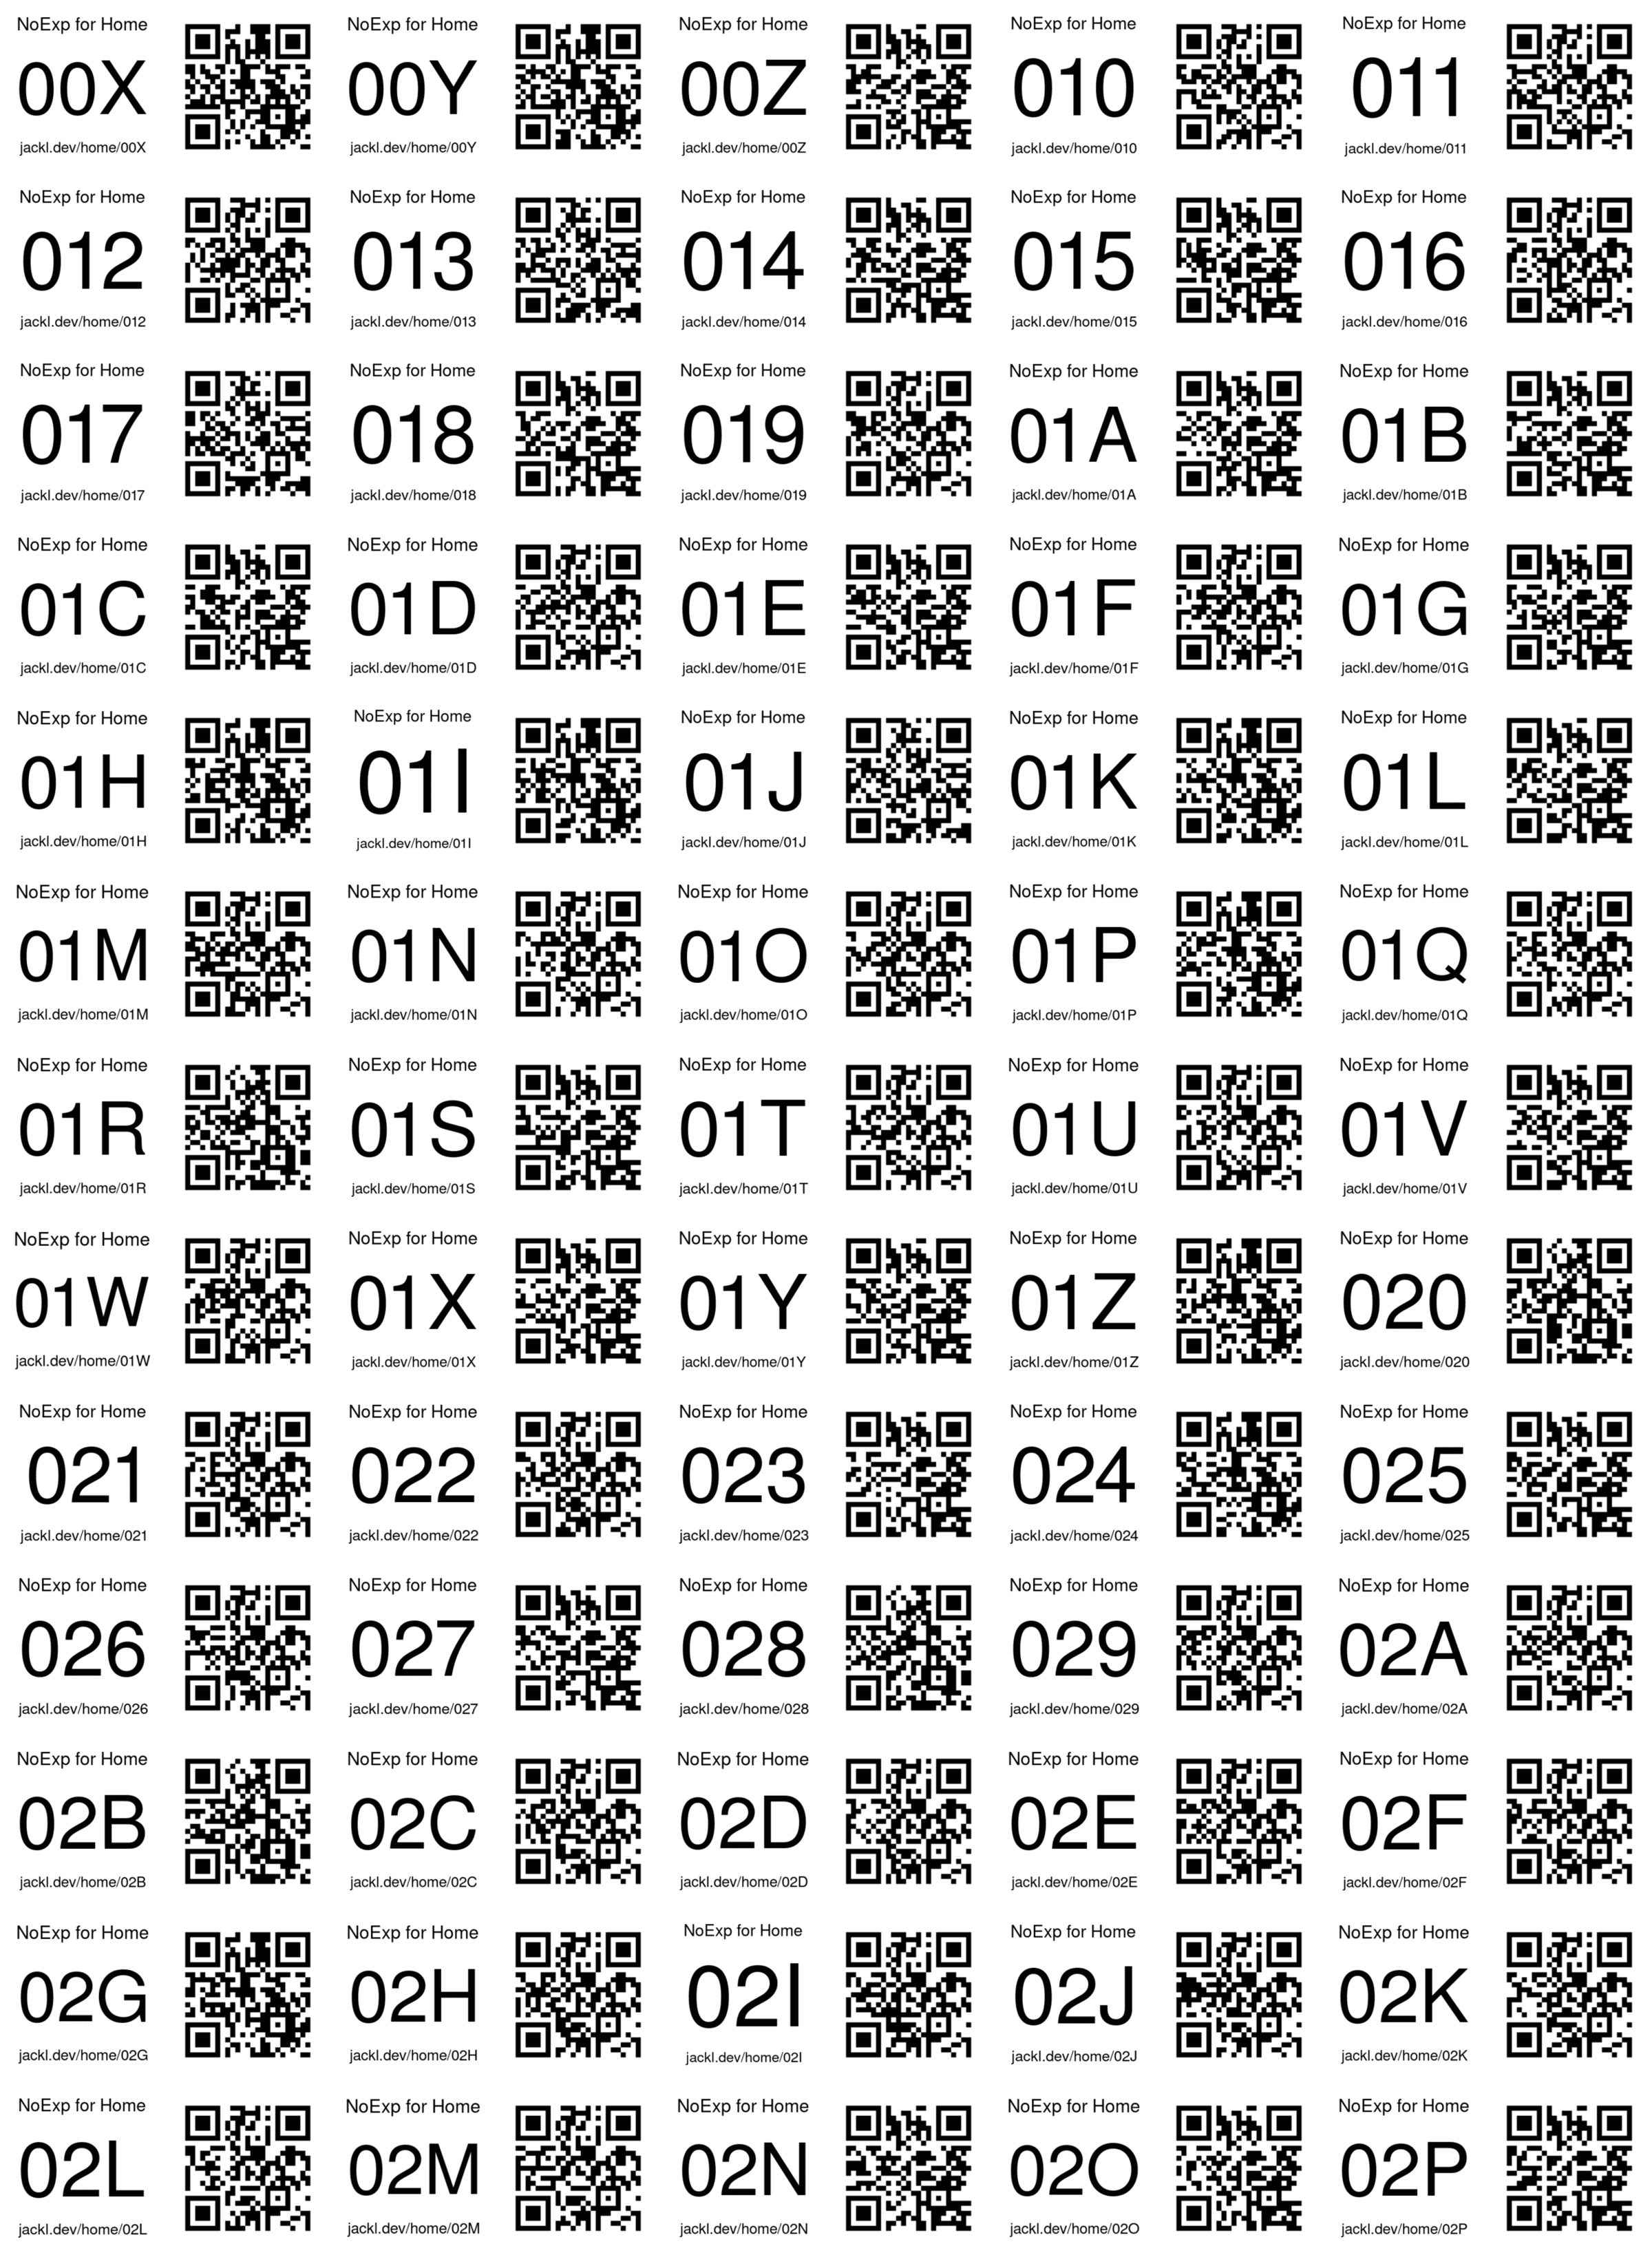 NoExp for Home NoExp for Home NoExp for Home NoExp for Home NoExp for Home
00X 00Y 00Z 010 011
jackl.dev/home/00X jackl.dev/home/00Y jackl.dev/home/00Z jackl.dev/home/010 jackl.dev/home/011
NoExp for Home NoExp for Home NoExp for Home NoExp for Home NoExp for Home
012 013 014 015 016
jackl.dev/home/012 jackl.dev/home/013 jackl.dev/home/014 jackl.dev/home/015 jackl.dev/home/016
NoExp for Home NoExp for Home NoExp for Home NoExp for Home NoExp for Home
017 018 019 01A 01B
jackl.dev/home/017 jackl.dev/home/018 jackl.dev/home/019 jackl.dev/home/01A jackl.dev/home/01B
NoExp for Home NoExp for Home NoExp for Home NoExp for Home NoExp for Home
01C 01D 01E 01F 01G
jackl.dev/home/01C jackl.dev/home/01D jackl.dev/home/01E jackl.dev/home/01F jackl.dev/home/01G
NoExp for Home NoExp for Home NoExp for Home NoExp for Home NoExp for Home
01H 01I 01J 01K 01L
jackl.dev/home/01H jackl.dev/home/01I jackl.dev/home/01J jackl.dev/home/01K jackl.dev/home/01L
NoExp for Home NoExp for Home NoExp for Home NoExp for Home NoExp for Home
01M 01N 01O 01P 01Q
jackl.dev/home/01M jackl.dev/home/01N jackl.dev/home/01O jackl.dev/home/01P jackl.dev/home/01Q
NoExp for Home NoExp for Home NoExp for Home NoExp for Home NoExp for Home
01R 01S 01T 01U 01V
jackl.dev/home/01R jackl.dev/home/01S jackl.dev/home/01T jackl.dev/home/01U jackl.dev/home/01V
NoExp for Home NoExp for Home NoExp for Home NoExp for Home NoExp for Home
01W 01X 01Y 01Z 020
jackl.dev/home/01W jackl.dev/home/01X jackl.dev/home/01Y jackl.dev/home/01Z jackl.dev/home/020
NoExp for Home NoExp for Home NoExp for Home NoExp for Home NoExp for Home
021 022 023 024 025
jackl.dev/home/021 jackl.dev/home/022 jackl.dev/home/023 jackl.dev/home/024 jackl.dev/home/025
NoExp for Home NoExp for Home NoExp for Home NoExp for Home NoExp for Home
026 027 028 029 02A
jackl.dev/home/026 jackl.dev/home/027 jackl.dev/home/028 jackl.dev/home/029 jackl.dev/home/02A
NoExp for Home NoExp for Home NoExp for Home NoExp for Home NoExp for Home
02B 02C 02D 02E 02F
jackl.dev/home/02B jackl.dev/home/02C jackl.dev/home/02D jackl.dev/home/02E jackl.dev/home/02F
NoExp for Home NoExp for Home NoExp for Home NoExp for Home NoExp for Home
02G 02H 02I 02J 02K
jackl.dev/home/02G jackl.dev/home/02H jackl.dev/home/02I jackl.dev/home/02J jackl.dev/home/02K
NoExp for Home NoExp for Home NoExp for Home NoExp for Home NoExp for Home
02L 02M 02N 02O 02P
jackl.dev/home/02L jackl.dev/home/02M jackl.dev/home/02N jackl.dev/home/02O jackl.dev/home/02P